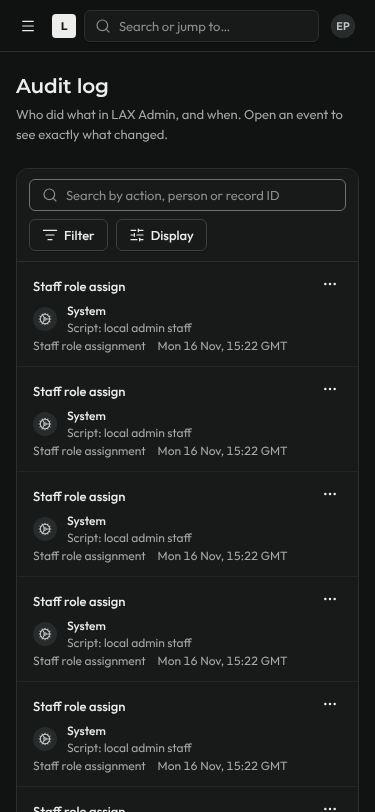 L
Search or jump to...
EP
Audit log
Who did what in LAX Admin, and when. Open an event to
see exactly what changed.
Search by action, person or record ID
Filter
Display
Staff role assign
System
Script: local admin staff
Staff role assignment Mon 16 Nov, 15:22 GMT
Staff role assign
System
Script: local admin staff
Staff role assignment Mon 16 Nov, 15:22 GMT
Staff role assign
System
Script: local admin staff
Staff role assignment Mon 16 Nov, 15:22 GMT
Staff role assign
System
Script: local admin staff
Staff role assignment Mon 16 Nov, 15:22 GMT
Staff role assign
System
Script: local admin staff
Staff role assignment Mon 16 Nov, 15:22 GMT
Staff role assign